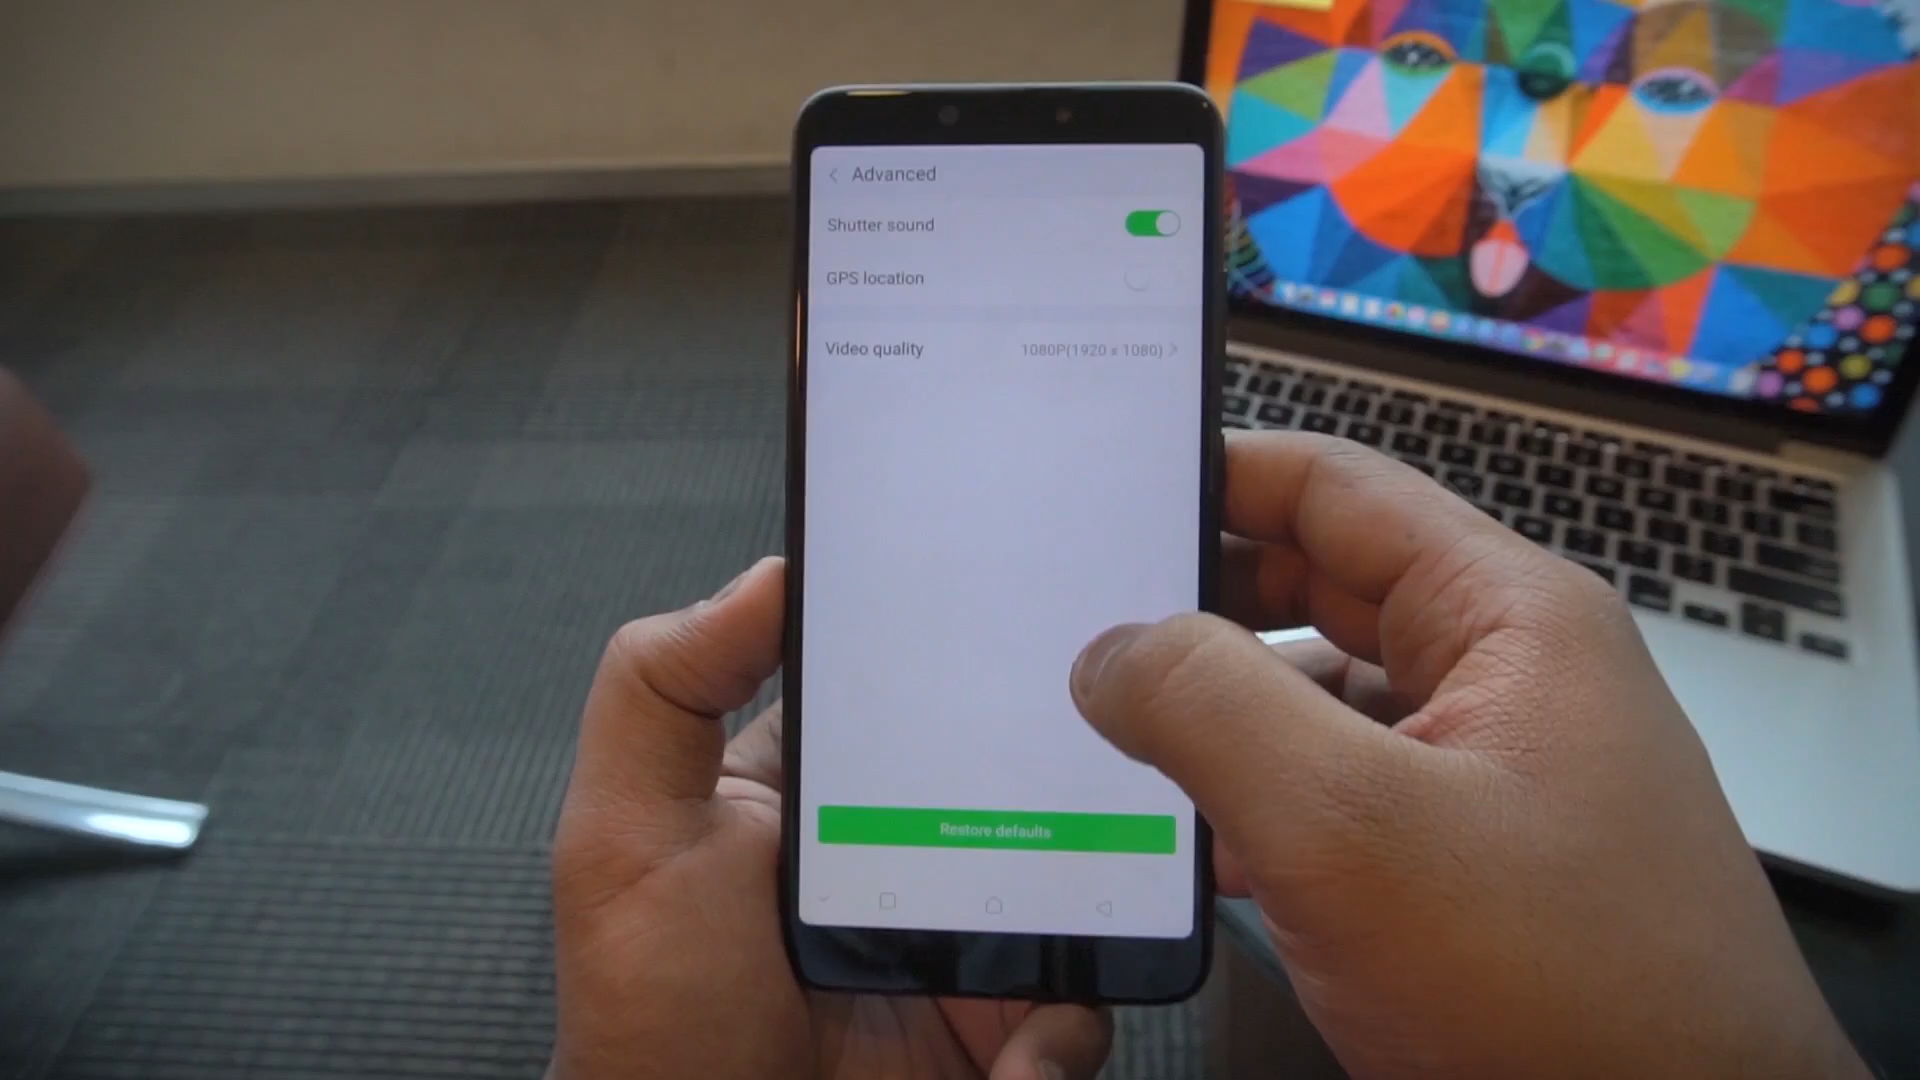 Advanced
Shutter sound
GPS location
Video quality 1080P(1920 x 1080)
Restore defaults